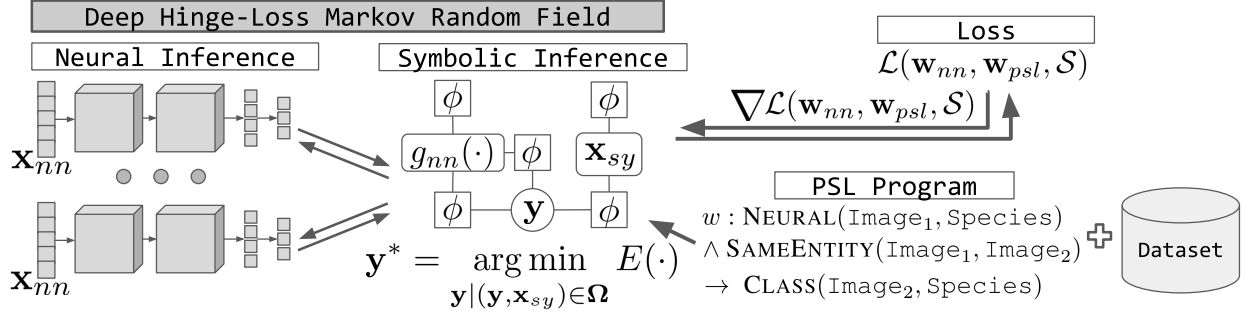 Deep Hinge-Loss Markov Random Field
Neural Inference
𝐱_nn
𝐱_nn
Symbolic Inference
ϕ ϕ
g_nn(·) ϕ 𝐱_sy
ϕ 𝐲 ϕ
𝐲* = arg min E(·)
𝐲|(𝐲,𝐱_sy)∈𝛀
Loss
ℒ(𝐰_nn, 𝐰_psl, 𝒮)
▽ℒ(𝐰_nn, 𝐰_psl, 𝒮)
PSL Program
w : NEURAL(Image₁, Species)
∧ SAMEENTITY(Image₁, Image₂)
→ CLASS(Image₂, Species)
Dataset